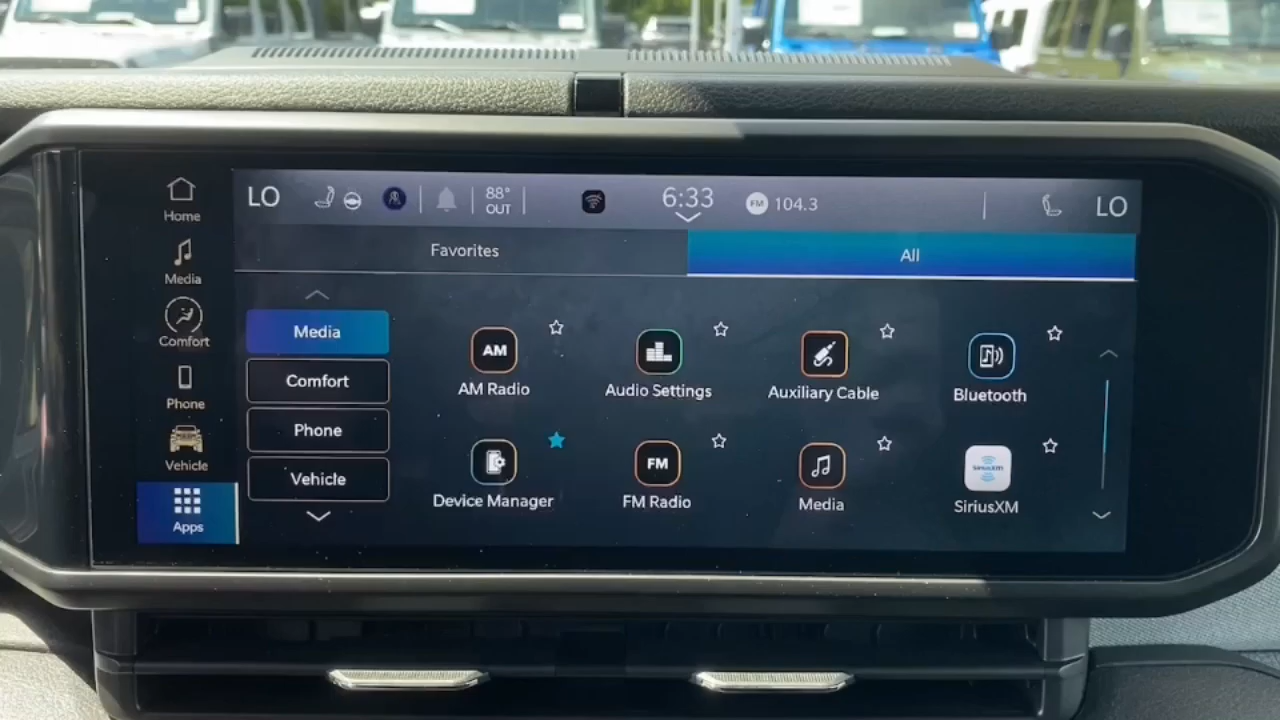 LO
88°
OUT
6:33
FM 104.3
LO
Home
Media
Comfort
Phone
Vehicle
Apps
Favorites
All
Media
Comfort
Phone
Vehicle
AM
AM Radio
Audio Settings
Auxiliary Cable
Bluetooth
Device Manager
FM
FM Radio
Media
SiriusXM
SiriusXM